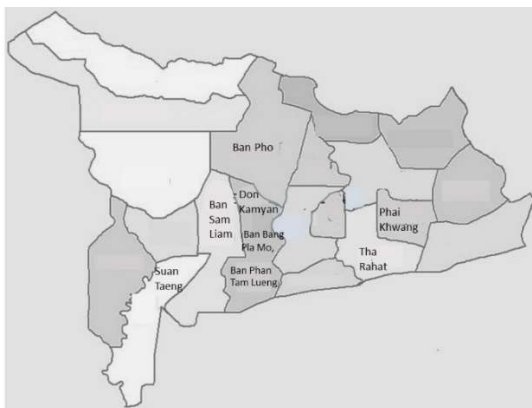 Ban Pho
Don
Kamyan
Ban
Sam
Liam
Ban Bang
Pla Mo,
Phai
Khwang
Tha
Rahat
Suan
Taeng
Ban Phan
Tam Lueng